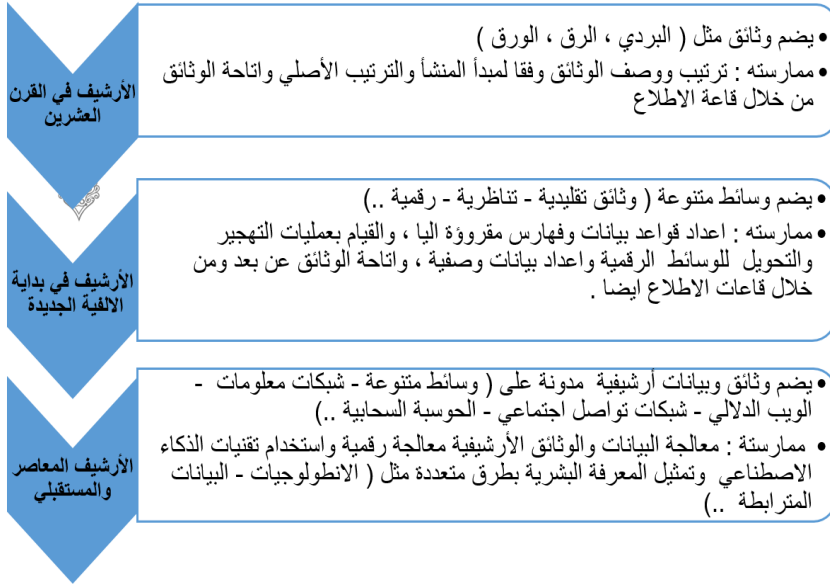 الأرشيف في القرن
العشرين
• يضم وثائق مثل ( البردي ، الرق ، الورق )
• ممارسته : ترتيب ووصف الوثائق وفقا لمبدأ المنشأ والترتيب الأصلي واتاحة الوثائق
من خلال قاعة الاطلاع
الأرشيف في بداية
الالفية الجديدة
• يضم وسائط متنوعة ( وثائق تقليدية - تناظرية - رقمية ..)
• ممارسته : اعداد قواعد بيانات وفهارس مقروؤة اليا ، والقيام بعمليات التهجير
والتحويل للوسائط الرقمية واعداد بيانات وصفية ، واتاحة الوثائق عن بعد ومن
خلال قاعات الاطلاع ايضا .
الأرشيف المعاصر
والمستقبلي
• يضم وثائق وبيانات أرشيفية مدونة على ( وسائط متنوعة - شبكات معلومات -
الويب الدلالي - شبكات تواصل اجتماعي - الحوسبة السحابية ..)
• ممارستة : معالجة البيانات والوثائق الأرشيفية معالجة رقمية واستخدام تقنيات الذكاء
الاصطناعي وتمثيل المعرفة البشرية بطرق متعددة مثل ( الانطولوجيات - البيانات
المترابطة ..)